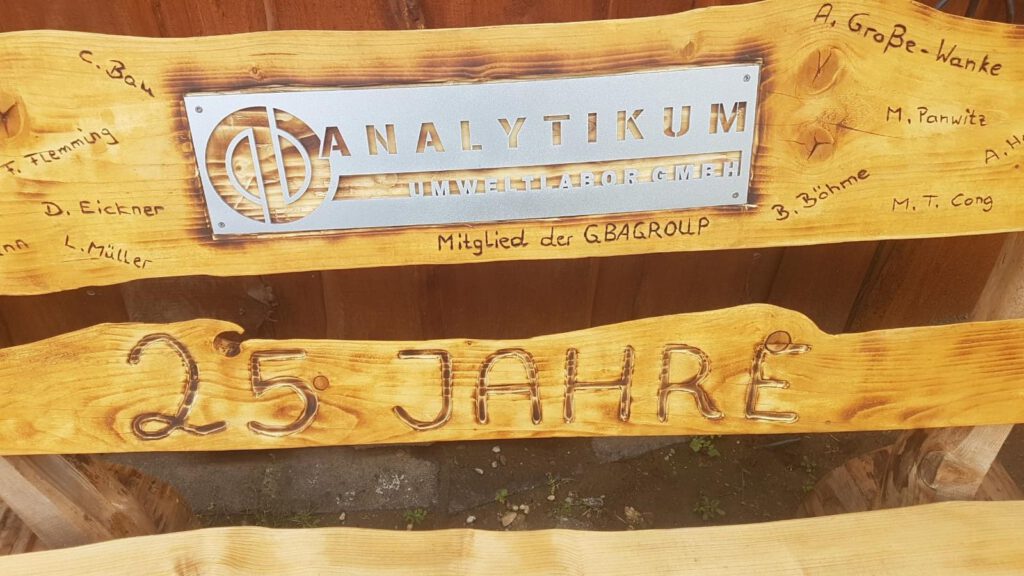 C. Bau
F. Flemming
D. Eickner
L. Müller
ANALYTIKUM
UMWELTLABOR GMBH
Mitglied der GBAGROUP
A. Große-Wanke
M. Panwitz
B. Böhme
M. T. Cong
25 JAHRE